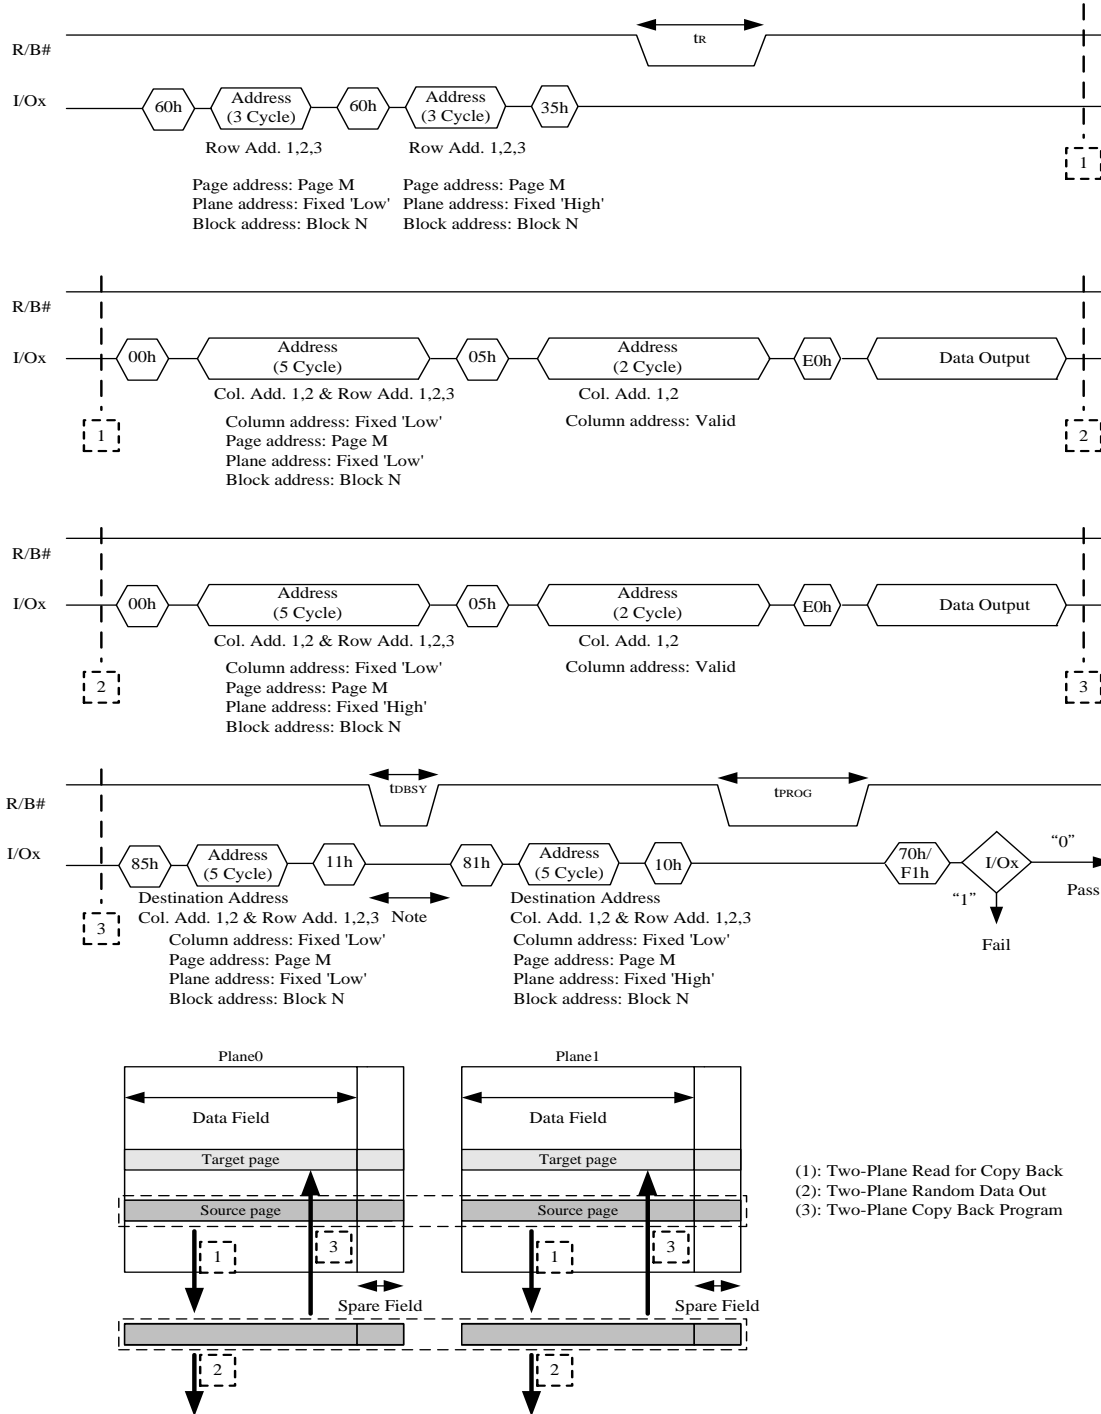 tR
R/B#
I/Ox
60h Address (3 Cycle) 60h Address (3 Cycle) 35h
Row Add. 1,2,3 Row Add. 1,2,3
1
Page address: Page M Page address: Page M
Plane address: Fixed 'Low' Plane address: Fixed 'High'
Block address: Block N Block address: Block N
R/B#
I/Ox
00h Address (5 Cycle) 05h Address (2 Cycle) E0h Data Output
Col. Add. 1,2 & Row Add. 1,2,3 Col. Add. 1,2
Column address: Fixed 'Low' Column address: Valid
1 Page address: Page M 2
Plane address: Fixed 'Low'
Block address: Block N
R/B#
I/Ox
00h Address (5 Cycle) 05h Address (2 Cycle) E0h Data Output
Col. Add. 1,2 & Row Add. 1,2,3 Col. Add. 1,2
Column address: Fixed 'Low' Column address: Valid
2 Page address: Page M 3
Plane address: Fixed 'High'
Block address: Block N
tDBSY tPROG
R/B#
I/Ox
85h Address (5 Cycle) 11h 81h Address (5 Cycle) 10h 70h/ F1h I/Ox “0”
Pass
“1”
Fail
Destination Address Destination Address
Col. Add. 1,2 & Row Add. 1,2,3 Note Col. Add. 1,2 & Row Add. 1,2,3
3 Column address: Fixed 'Low' Column address: Fixed 'Low'
Page address: Page M Page address: Page M
Plane address: Fixed 'Low' Plane address: Fixed 'High'
Block address: Block N Block address: Block N
Plane0 Plane1
Data Field Data Field
Target page Target page
Source page Source page
1 3 1 3
Spare Field Spare Field
2 2
(1): Two-Plane Read for Copy Back
(2): Two-Plane Random Data Out
(3): Two-Plane Copy Back Program